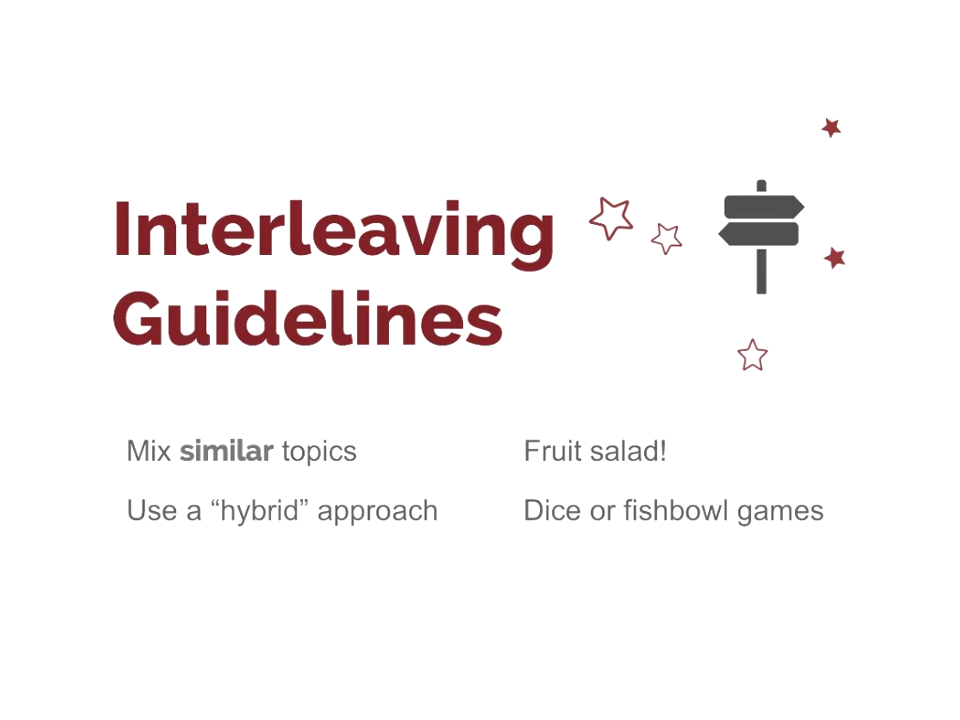 Interleaving
Guidelines
Mix similar topics
Use a “hybrid” approach
Fruit salad!
Dice or fishbowl games